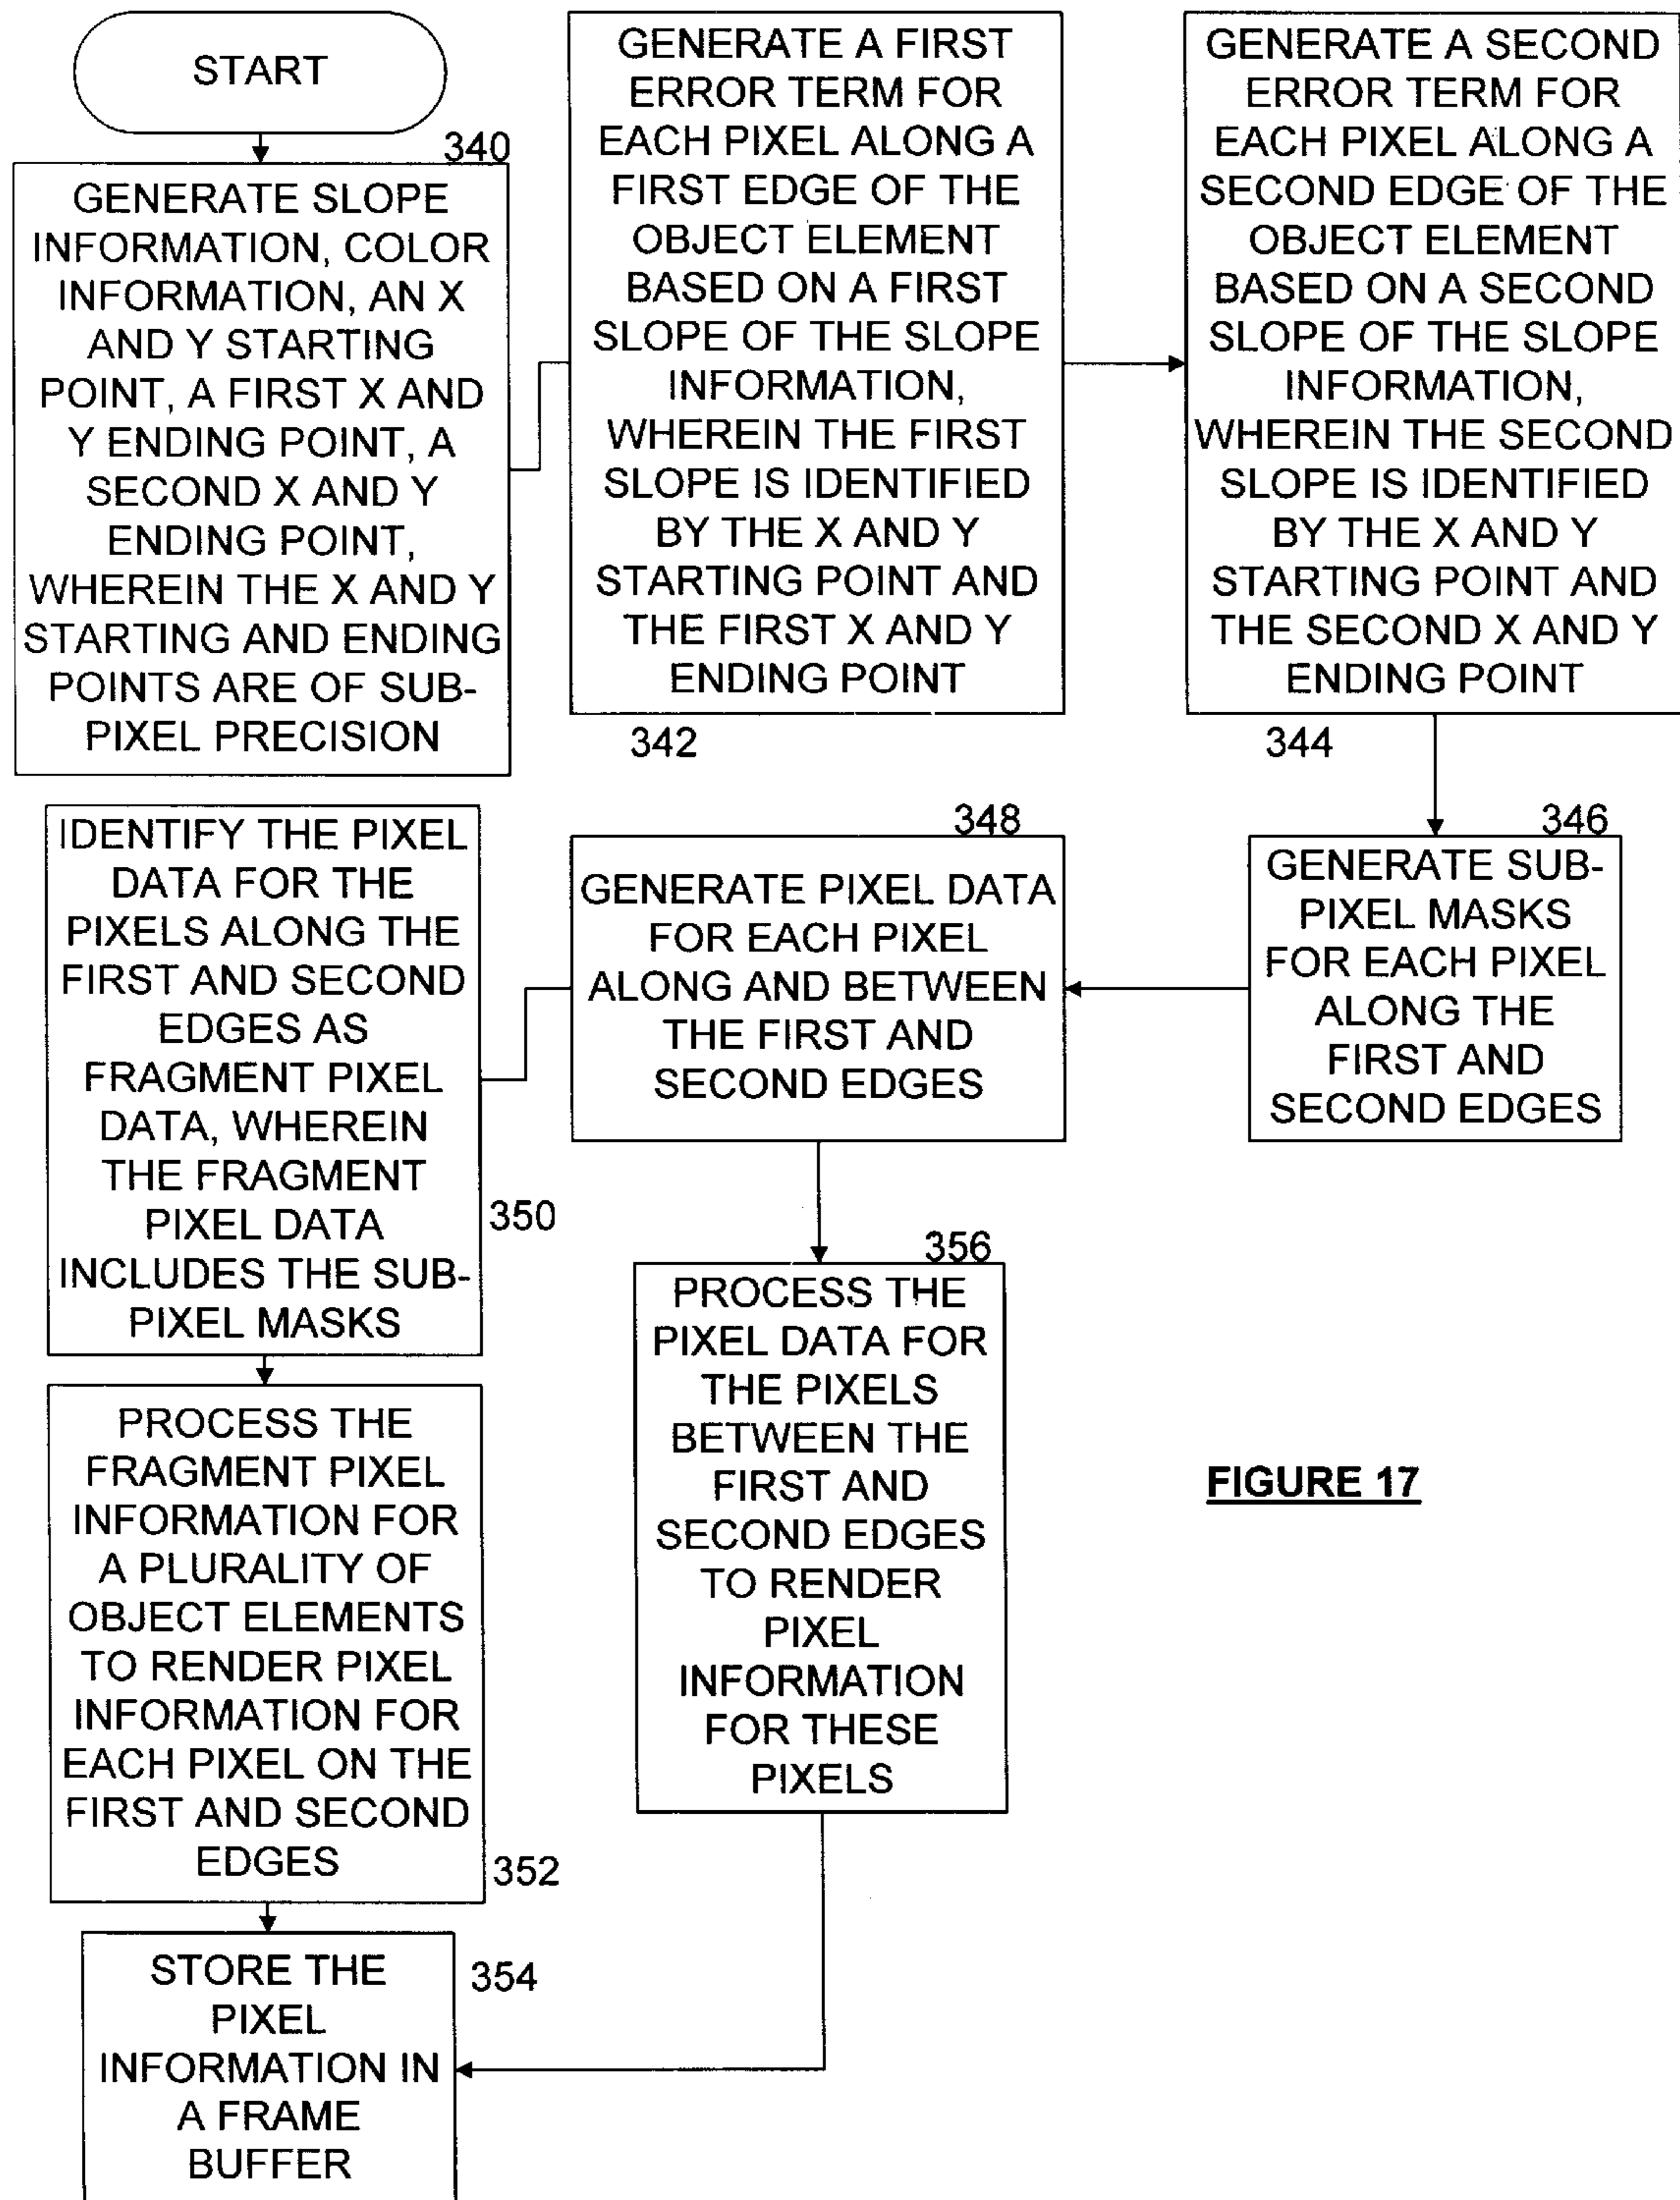 START
340
GENERATE SLOPE
INFORMATION, COLOR
INFORMATION, AN X
AND Y STARTING
POINT, A FIRST X AND
Y ENDING POINT, A
SECOND X AND Y
ENDING POINT,
WHEREIN THE X AND Y
STARTING AND ENDING
POINTS ARE OF SUB-
PIXEL PRECISION
GENERATE A FIRST
ERROR TERM FOR
EACH PIXEL ALONG A
FIRST EDGE OF THE
OBJECT ELEMENT
BASED ON A FIRST
SLOPE OF THE SLOPE
INFORMATION,
WHEREIN THE FIRST
SLOPE IS IDENTIFIED
BY THE X AND Y
STARTING POINT AND
THE FIRST X AND Y
ENDING POINT
342
GENERATE A SECOND
ERROR TERM FOR
EACH PIXEL ALONG A
SECOND EDGE OF THE
OBJECT ELEMENT
BASED ON A SECOND
SLOPE OF THE SLOPE
INFORMATION,
WHEREIN THE SECOND
SLOPE IS IDENTIFIED
BY THE X AND Y
STARTING POINT AND
THE SECOND X AND Y
ENDING POINT
344
346
GENERATE SUB-
PIXEL MASKS
FOR EACH PIXEL
ALONG THE
FIRST AND
SECOND EDGES
348
GENERATE PIXEL DATA
FOR EACH PIXEL
ALONG AND BETWEEN
THE FIRST AND
SECOND EDGES
IDENTIFY THE PIXEL
DATA FOR THE
PIXELS ALONG THE
FIRST AND SECOND
EDGES AS
FRAGMENT PIXEL
DATA, WHEREIN
THE FRAGMENT
PIXEL DATA
INCLUDES THE SUB-
PIXEL MASKS
350
PROCESS THE
FRAGMENT PIXEL
INFORMATION FOR
A PLURALITY OF
OBJECT ELEMENTS
TO RENDER PIXEL
INFORMATION FOR
EACH PIXEL ON THE
FIRST AND SECOND
EDGES
352
356
PROCESS THE
PIXEL DATA FOR
THE PIXELS
BETWEEN THE
FIRST AND
SECOND EDGES
TO RENDER
PIXEL
INFORMATION
FOR THESE
PIXELS
STORE THE
PIXEL
INFORMATION IN
A FRAME
BUFFER
354
FIGURE 17